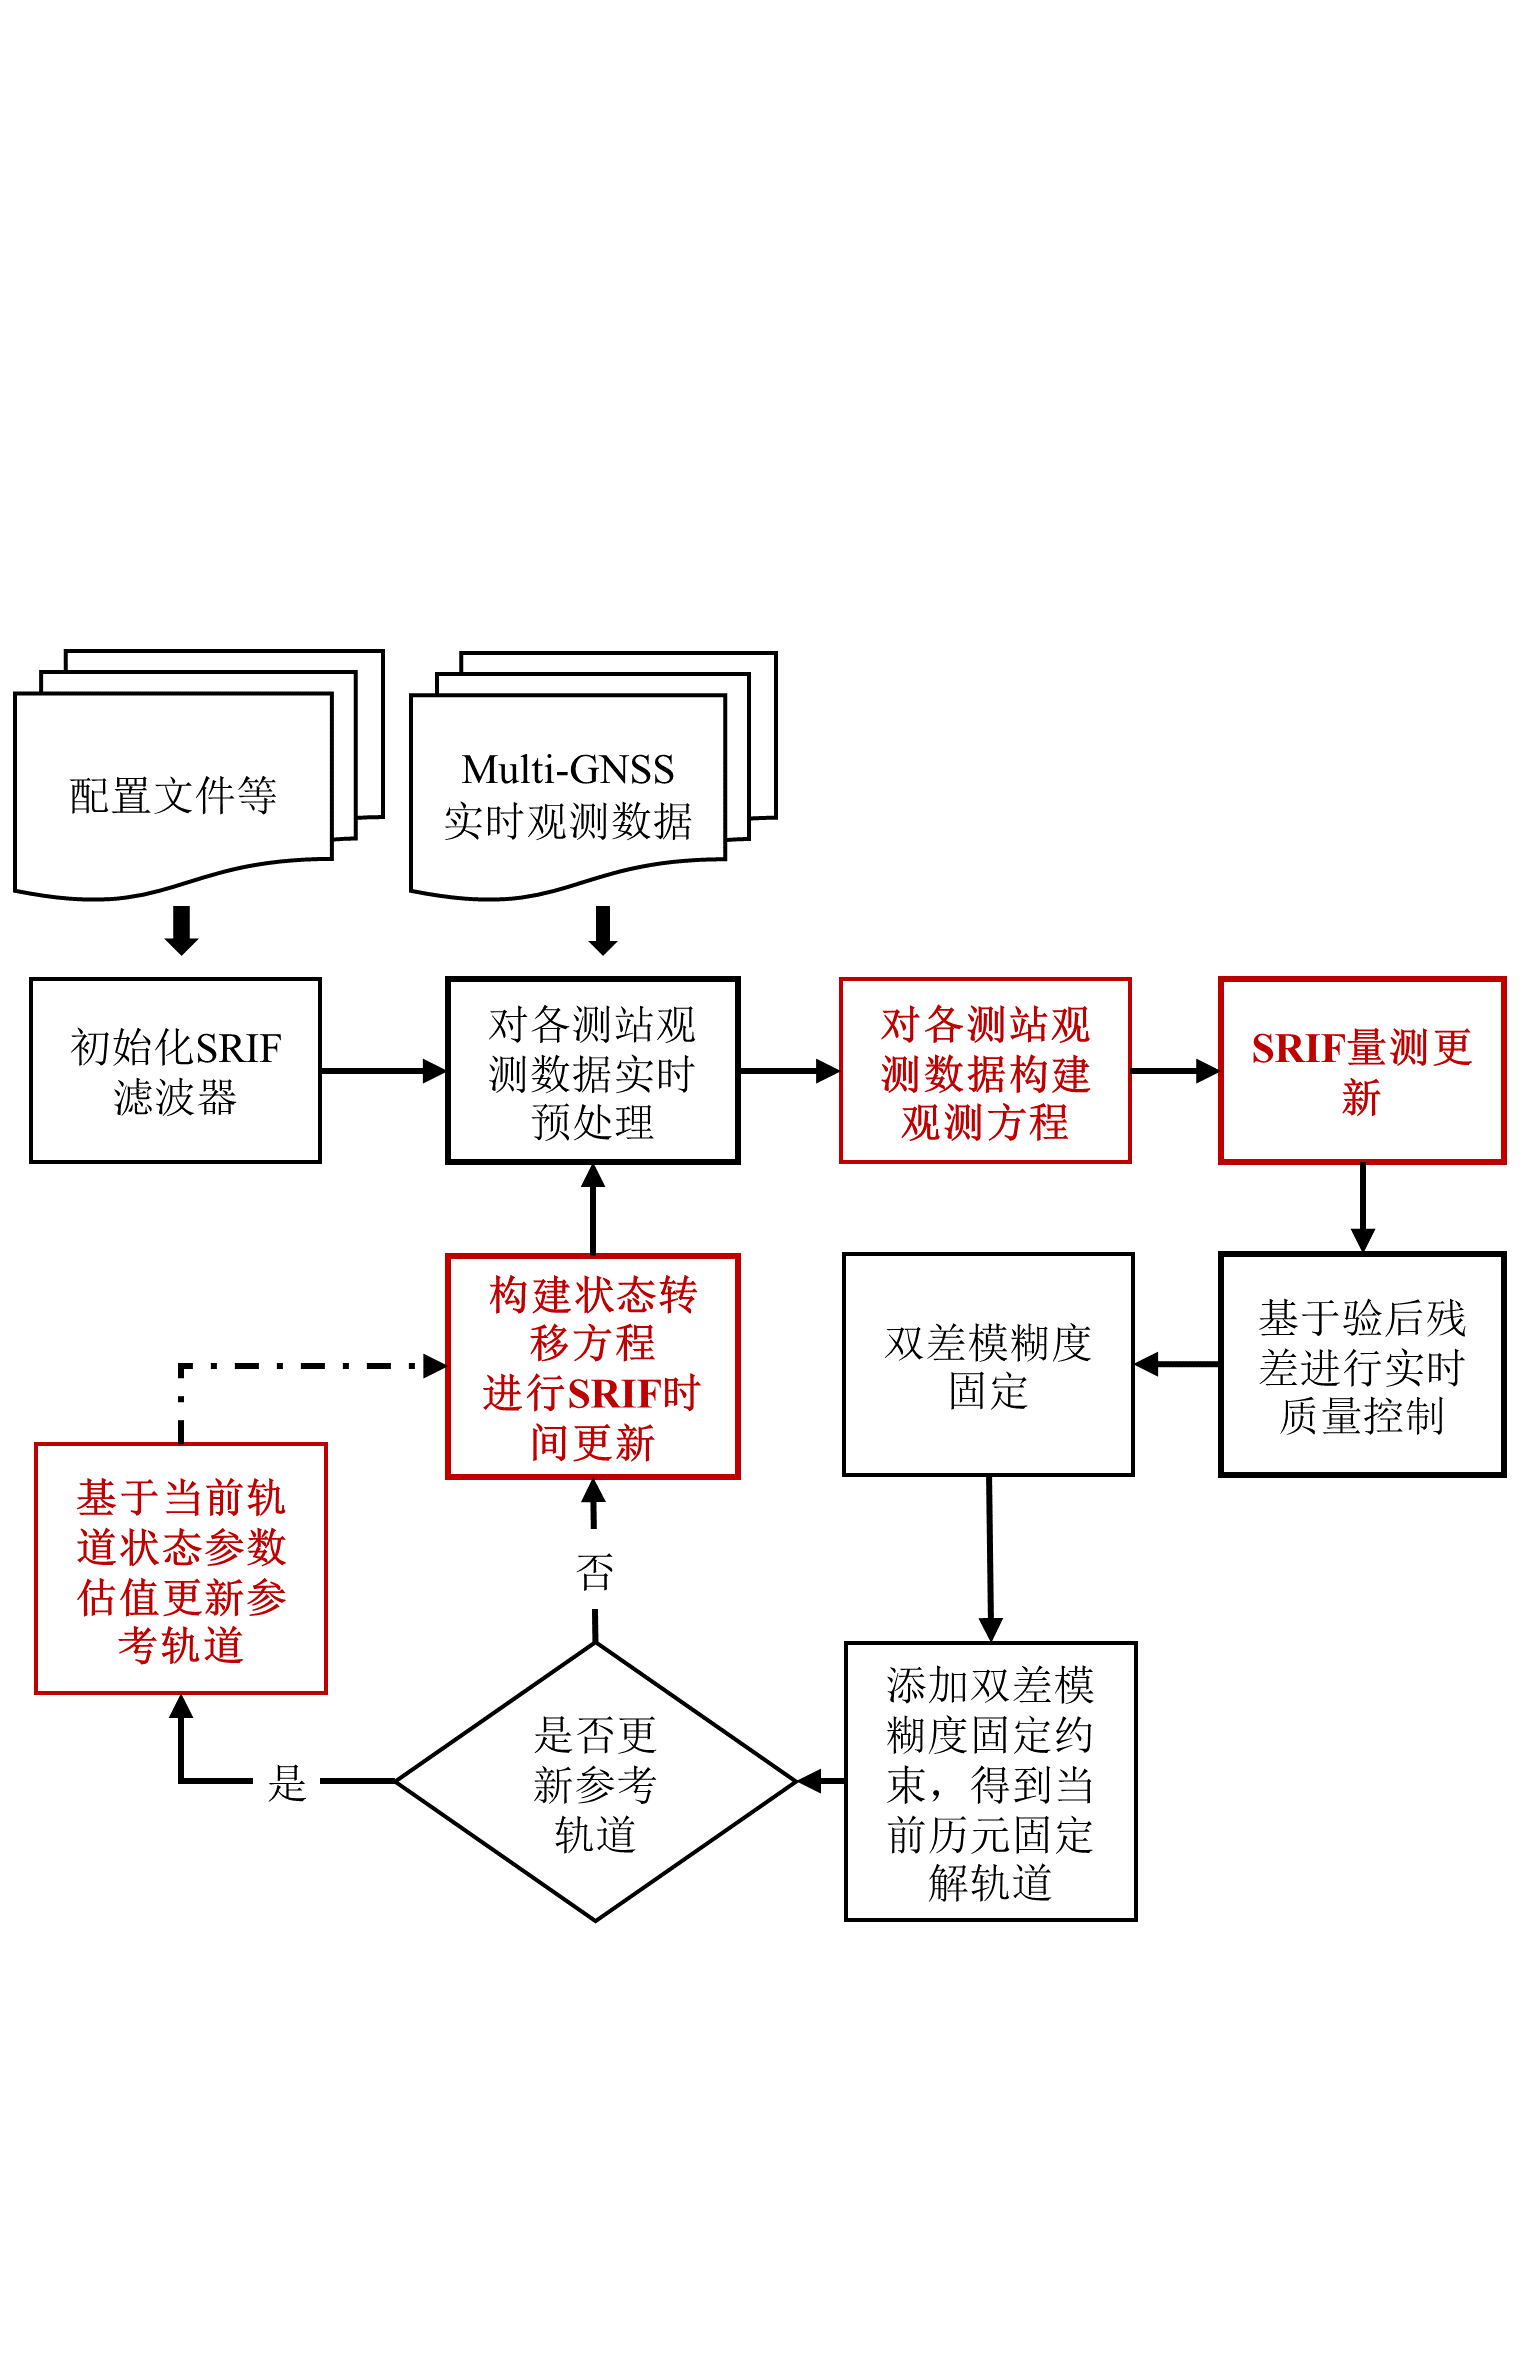 配置文件等
Multi-GNSS
实时观测数据
初始化SRIF
滤波器
对各测站观
测数据实时
预处理
对各测站观
测数据构建
观测方程
SRIF量测更
新
构建状态转
移方程
进行SRIF时
间更新
双差模糊度
固定
基于验后残
差进行实时
质量控制
基于当前轨
道状态参数
估值更新参
考轨道
否
是
是否更
新参考
轨道
添加双差模
糊度固定约
束，得到当
前历元固定
解轨道